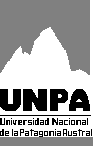 UNPA
Universidad Nacional
de la Patagonia Austral